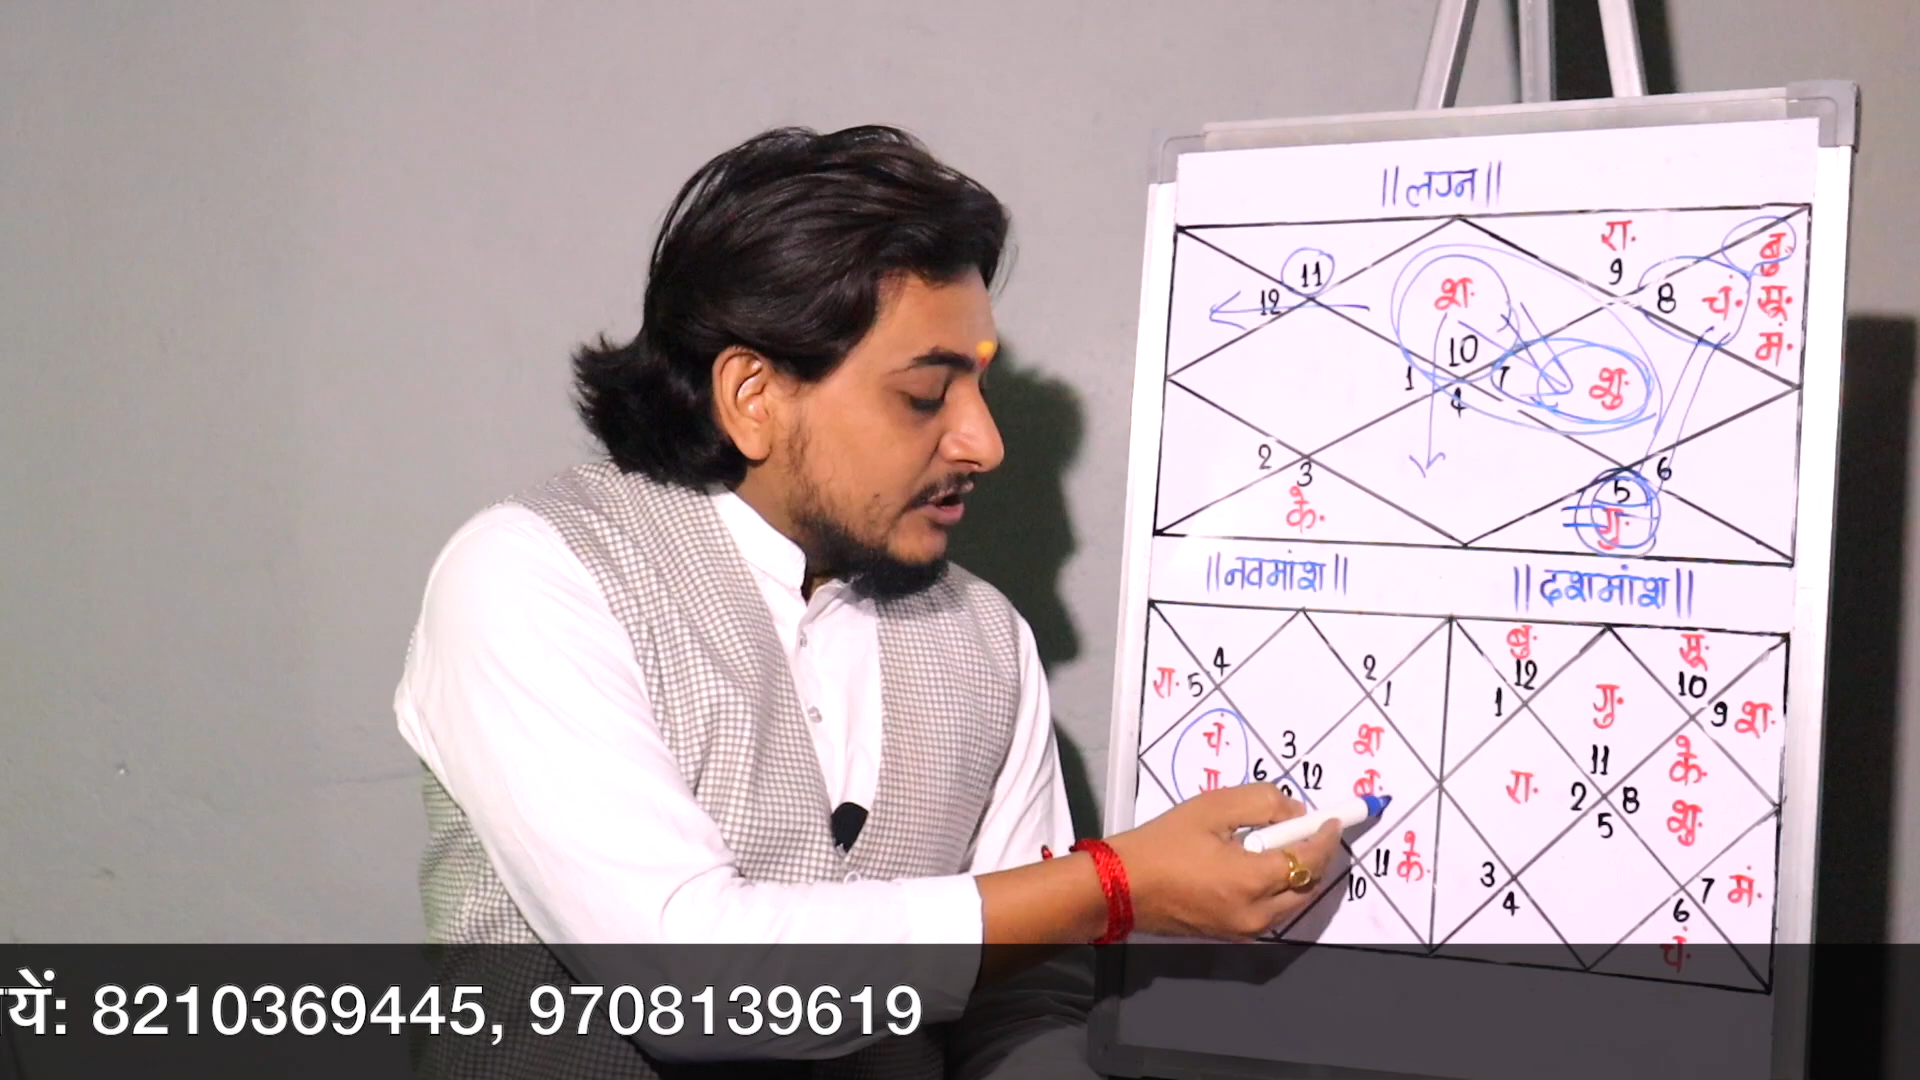 ||लग्न||
रा.
9
बु.
11
12
श.
8 चं. सू.
मं.
10
1
7
शु.
4
2
3
के.
6
5
गु.
||नवमांश||
||दशमांश||
रा. 5
4
2
1
चं.
3
6
12
श
बु.
11 के.
10
बु.
12
1
सू.
10
9 श.
गु.
11
के.
रा. 2
8
शु.
5
3
4
7 मं.
6
चं.
यें: 8210369445, 9708139619